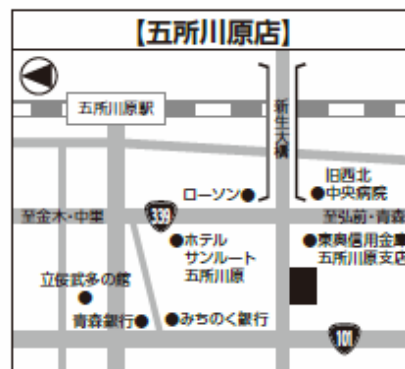 【五所川原店】
五所川原駅
新生大橋
ローソン
旧西北
中央病院
至金木・中里
339
至弘前・青森
ホテル
サンルート
五所川原
東奥信用金庫
五所川原支店
立佞武多の館
青森銀行
みちのく銀行
101